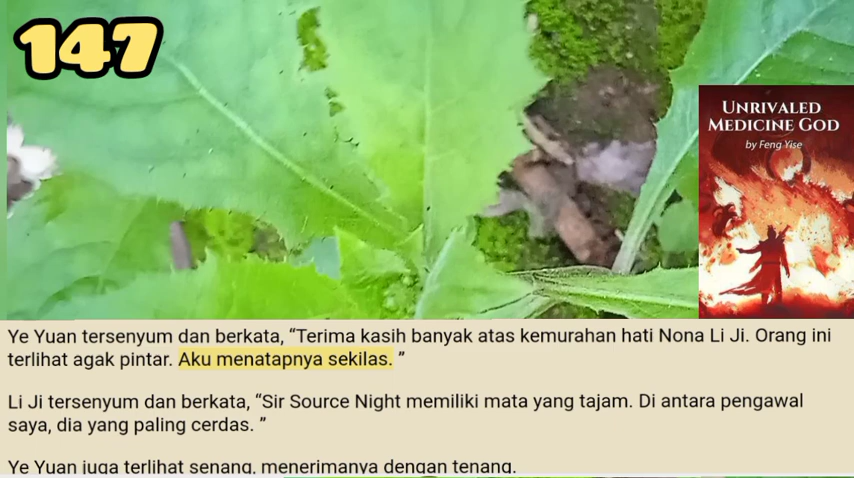 147
UNRIVALED
MEDICINE GOD
by Feng Yise
Ye Yuan tersenyum dan berkata, “Terima kasih banyak atas kemurahan hati Nona Li Ji. Orang ini
terlihat agak pintar. Aku menatapnya sekilas. ”
Li Ji tersenyum dan berkata, “Sir Source Night memiliki mata yang tajam. Di antara pengawal
saya, dia yang paling cerdas. ”
Ye Yuan juga terlihat senang, menerimanya dengan tenang.